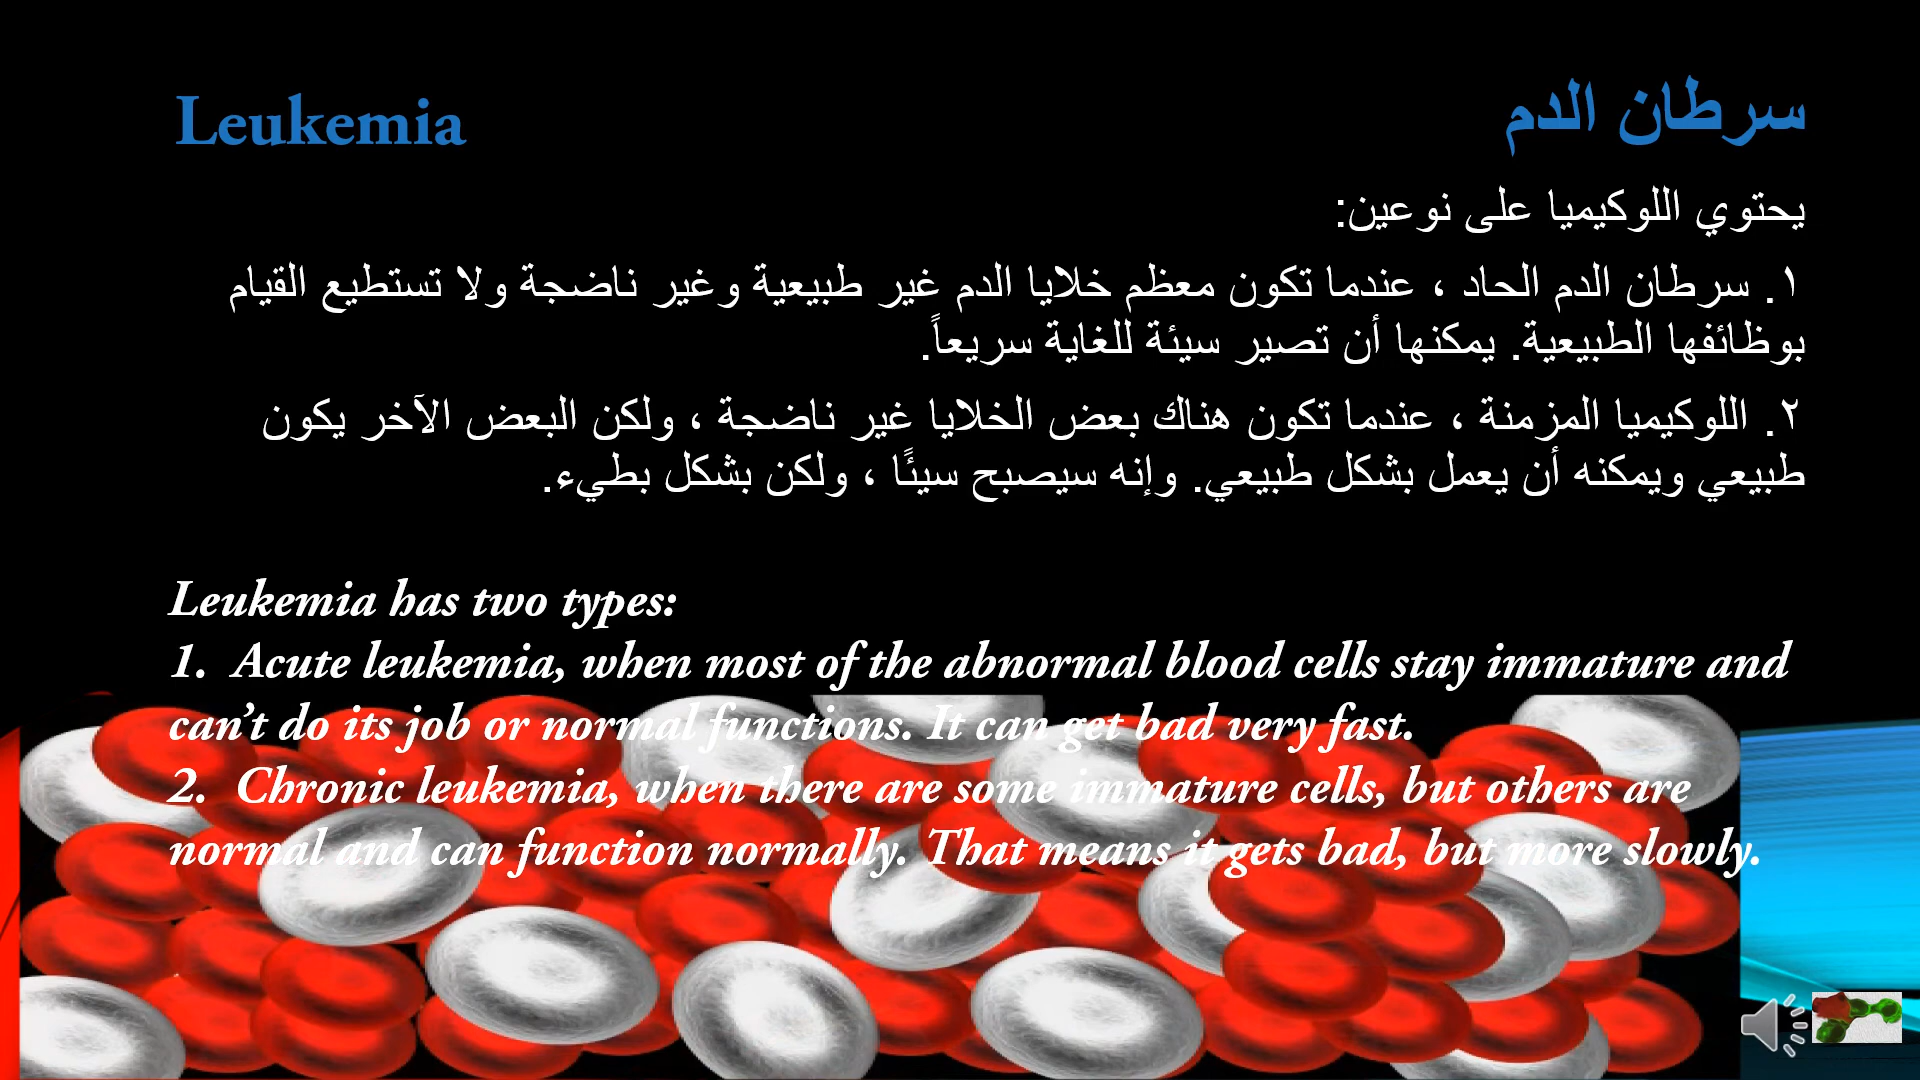 Leukemia
سرطان الدم
يحتوي اللوكيميا على نوعين:
١. سرطان الدم الحاد ، عندما تكون معظم خلايا الدم غير طبيعية وغير ناضجة ولا تستطيع القيام
بوظائفها الطبيعية. يمكنها أن تصير سيئة للغاية سريعاً.
٢. اللوكيميا المزمنة ، عندما تكون هناك بعض الخلايا غير ناضجة ، ولكن البعض الآخر يكون
طبيعي ويمكنه أن يعمل بشكل طبيعي. وإنه سيصبح سيئًا ، ولكن بشكل بطيء.
Leukemia has two types:
1. Acute leukemia, when most of the abnormal blood cells stay immature and
can’t do its job or normal functions. It can get bad very fast.
2. Chronic leukemia, when there are some immature cells, but others are
normal and can function normally. That means it gets bad, but more slowly.